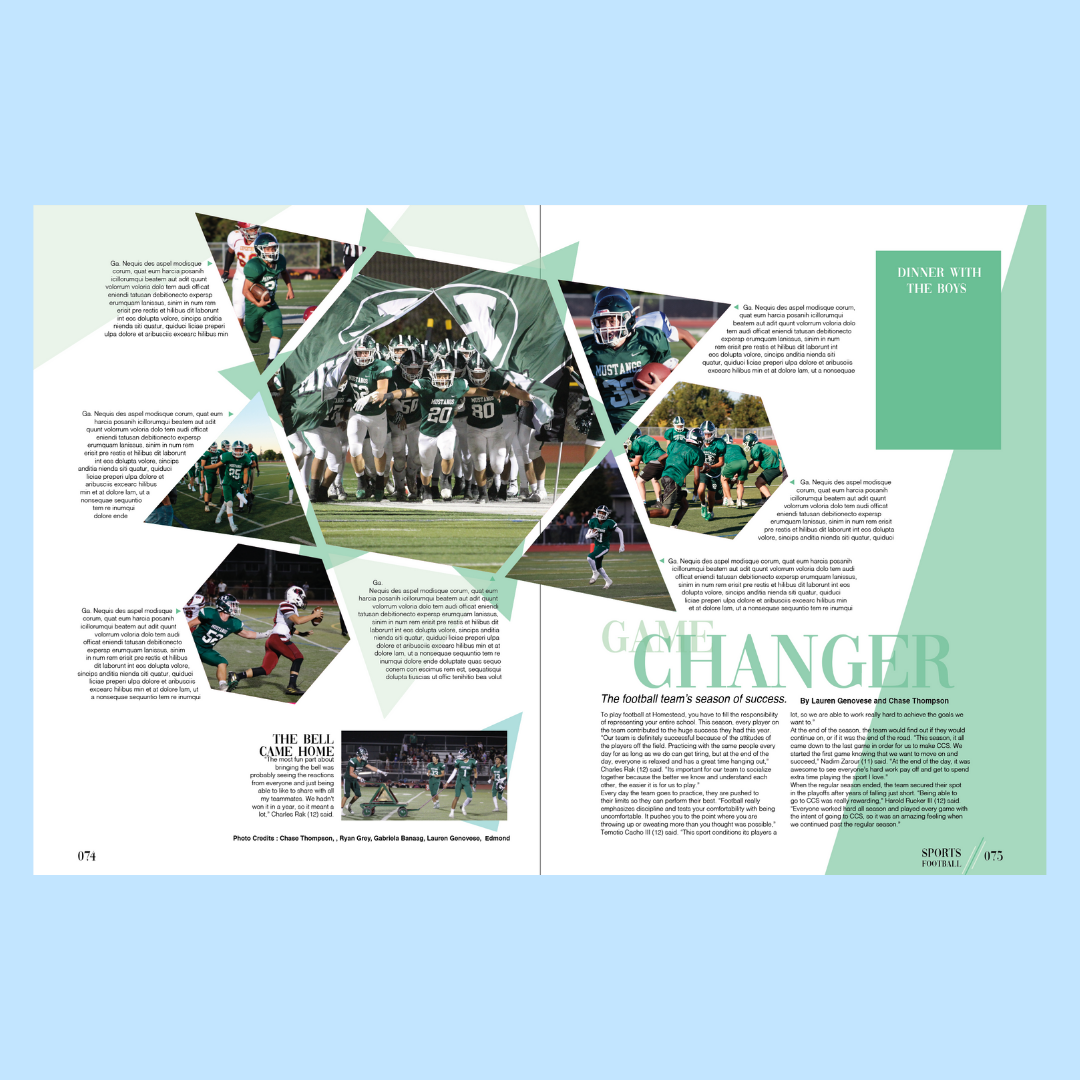 Ga. Nequis des aspel modisque
corum, quat eum harcia posanih
icillorumqui beatem aut adit quunt
volorrum voloria dolo tem audi officat
eniendi tatusan debitionecto expersp
erumquam lanissus, sinim in num rem
erisit pre restis et hilibus dit laborunt
int eos dolupta volore, sincips anditia
nienda siti quatur, quiduci liciae preperi
ulpa dolore et aribusciis excearc hilibus min
Ga. Nequis des aspel modisque corum, quat eum
harcia posanih icillorumqui beatem aut adit
quunt volorrum voloria dolo tem audi officat
eniendi tatusan debitionecto expersp
erumquam lanissus, sinim in num rem
erisit pre restis et hilibus dit laborunt
int eos dolupta volore, sincips
anditia nienda siti quatur, quiduci
liciae preperi ulpa dolore et
aribusciis excearc hilibus
min et at dolore lam, ut a
nonsequae sequuntio
tem re inumqui
dolore ende
Ga. Nequis des aspel modisque
corum, quat eum harcia posanih
icillorumqui beatem aut adit quunt
volorrum voloria dolo tem audi
officat eniendi tatusan debitionecto
expersp erumquam lanissus, sinim
in num rem erisit pre restis et hilibus
dit laborunt int eos dolupta volore,
sincips anditia nienda siti quatur, quiduci
liciae preperi ulpa dolore et aribusciis
excearc hilibus min et at dolore lam, ut
a nonsequae sequuntio tem re inumqui
Ga.
Nequis des aspel modisque corum, quat eum
harcia posanih icillorumqui beatem aut adit quunt
volorrum voloria dolo tem audi officat eniendi
tatusan debitionecto expersp erumquam lanissus,
sinim in num rem erisit pre restis et hilibus dit
laborunt int eos dolupta volore, sincips anditia
nienda siti quatur, quiduci liciae preperi ulpa
dolore et aribusciis excearc hilibus min et at
dolore lam, ut a nonsequae sequuntio tem re
inumqui dolore ende doluptate quas sequo
conem con escimus rem est, sequatisqui
dolupta tiuscias ut offic tenihitio bea volut
THE BELL
CAME HOME
"The most fun part about
bringing the bell was
probably seeing the reactions
from everyone and just being
able to like to share with all
my teammates. We hadn't
won it in a year, so it meant a
lot," Charles Rak (12) said.
Photo Credits : Chase Thompson, , Ryan Grey, Gabriela Banaag, Lauren Genovese, Edmond
074
MUSTANGS
20
MUSTANGS
80
MUSTANGS
32
52
25
DINNER WITH
THE BOYS
Ga. Nequis des aspel modisque corum,
quat eum harcia posanih icillorumqui
beatem aut adit quunt volorrum voloria dolo
tem audi officat eniendi tatusan debitionecto
expersp erumquam lanissus, sinim in num
rem erisit pre restis et hilibus dit laborunt int
eos dolupta volore, sincips anditia nienda siti
quatur, quiduci liciae preperi ulpa dolore et aribusciis
excearc hilibus min et at dolore lam, ut a nonsequae
Ga. Nequis des aspel modisque
corum, quat eum harcia posanih
icillorumqui beatem aut adit quunt
volorrum voloria dolo tem audi officat
eniendi tatusan debitionecto expersp
erumquam lanissus, sinim in num rem erisit
pre restis et hilibus dit laborunt int eos dolupta
volore, sincips anditia nienda siti quatur, quiduci
Ga. Nequis des aspel modisque corum, quat eum harcia posanih
icillorumqui beatem aut adit quunt volorrum voloria dolo tem audi
officat eniendi tatusan debitionecto expersp erumquam lanissus,
sinim in num rem erisit pre restis et hilibus dit laborunt int eos
dolupta volore, sincips anditia nienda siti quatur, quiduci
liciae preperi ulpa dolore et aribusciis excearc hilibus min
et at dolore lam, ut a nonsequae sequuntio tem re inumqui
GAME
CHANGER
The football team's season of success.
By Lauren Genovese and Chase Thompson
To play football at Homestead, you have to fill the responsibility
of representing your entire school. This season, every player on
the team contributed to the huge success they had this year.
"Our team is definitely successful because of the attitudes of
the players off the field. Practicing with the same people every
day for as long as we do can get tiring, but at the end of the
day, everyone is relaxed and has a great time hanging out,"
Charles Rak (12) said. "Its important for our team to socialize
together because the better we know and understand each
other, the easier it is for us to play."
Every day the team goes to practice, they are pushed to
their limits so they can perform their best. "Football really
emphasizes discipline and tests your comfortability with being
uncomfortable. It pushes you to the point where you are
throwing up or sweating more than you thought was possible,"
Temotio Cacho III (12) said. "This sport conditions its players a
lot, so we are able to work really hard to achieve the goals we
want to."
At the end of the season, the team would find out if they would
continue on, or if it was the end of the road. "This season, it all
came down to the last game in order for us to make CCS. We
started the first game knowing that we want to move on and
succeed," Nadim Zarour (11) said. "At the end of the day, it was
awesome to see everyone's hard work pay off and get to spend
extra time playing the sport I love."
When the regular season ended, the team secured their spot
in the playoffs after years of falling just short. "Being able to
go to CCS was really rewarding," Harold Rucker III (12) said.
"Everyone worked hard all season and played every game with
the intent of going to CCS, so it was an amazing feeling when
we continued past the regular season."
SPORTS
FOOTBALL
075